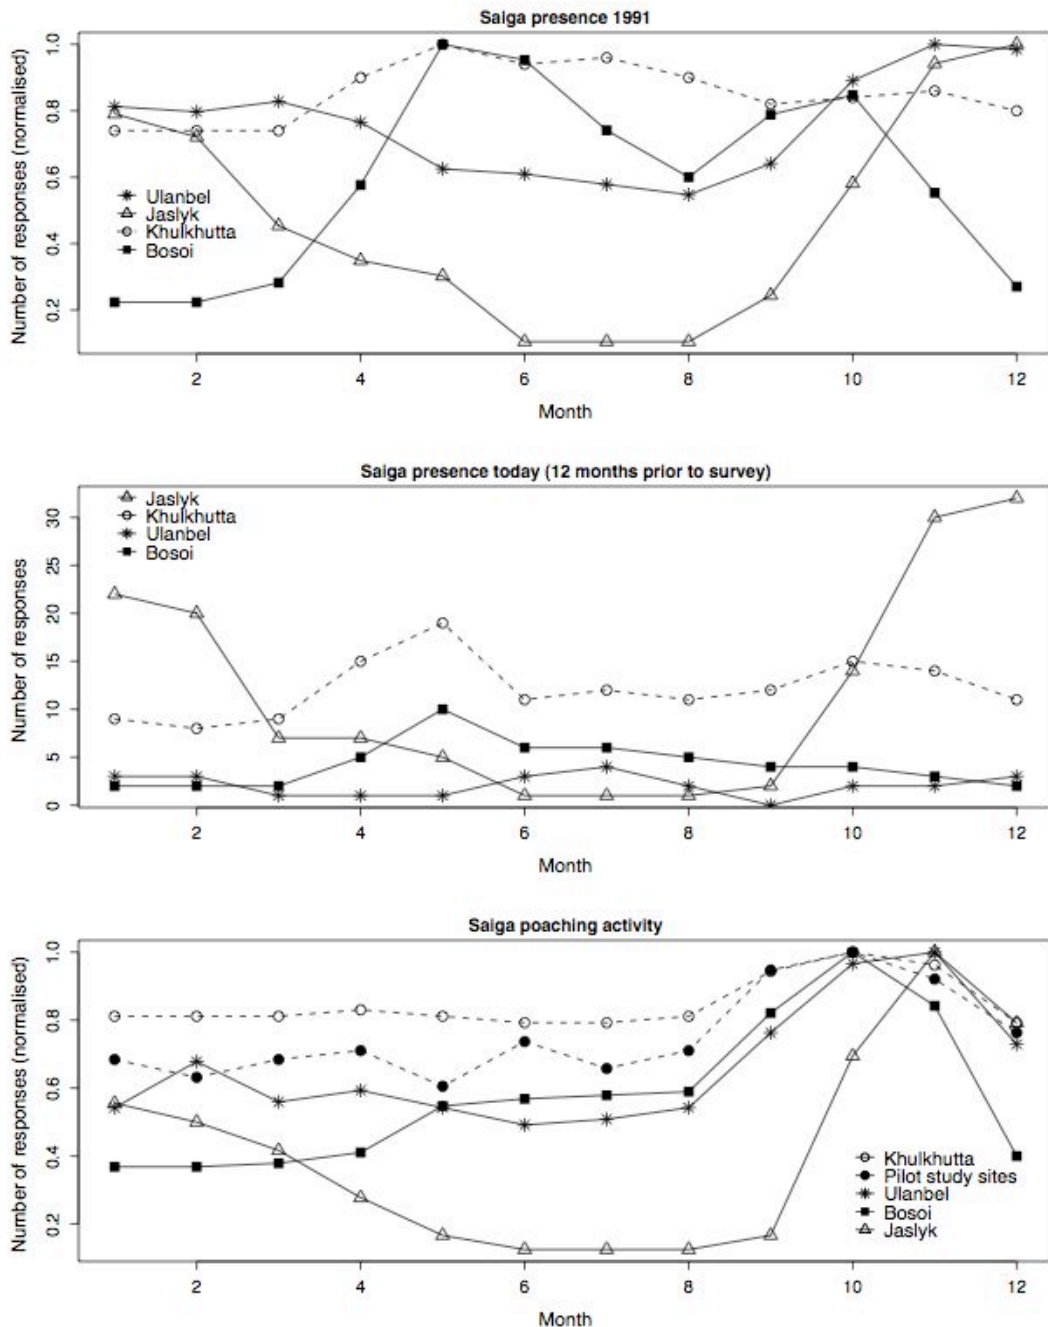 Saiga presence 1991
Number of responses (normalised)
1.0
0.8
0.6
0.4
0.2
Ulanbel
Jaslyk
Khulkhutta
Bosoi
2 4 6 8 10 12
Month
Saiga presence today (12 months prior to survey)
Number of responses
30
25
20
15
10
5
0
Jaslyk
Khulkhutta
Ulanbel
Bosoi
2 4 6 8 10 12
Month
Saiga poaching activity
Number of responses (normalised)
1.0
0.8
0.6
0.4
0.2
Khulkhutta
Pilot study sites
Ulanbel
Bosoi
Jaslyk
2 4 6 8 10 12
Month